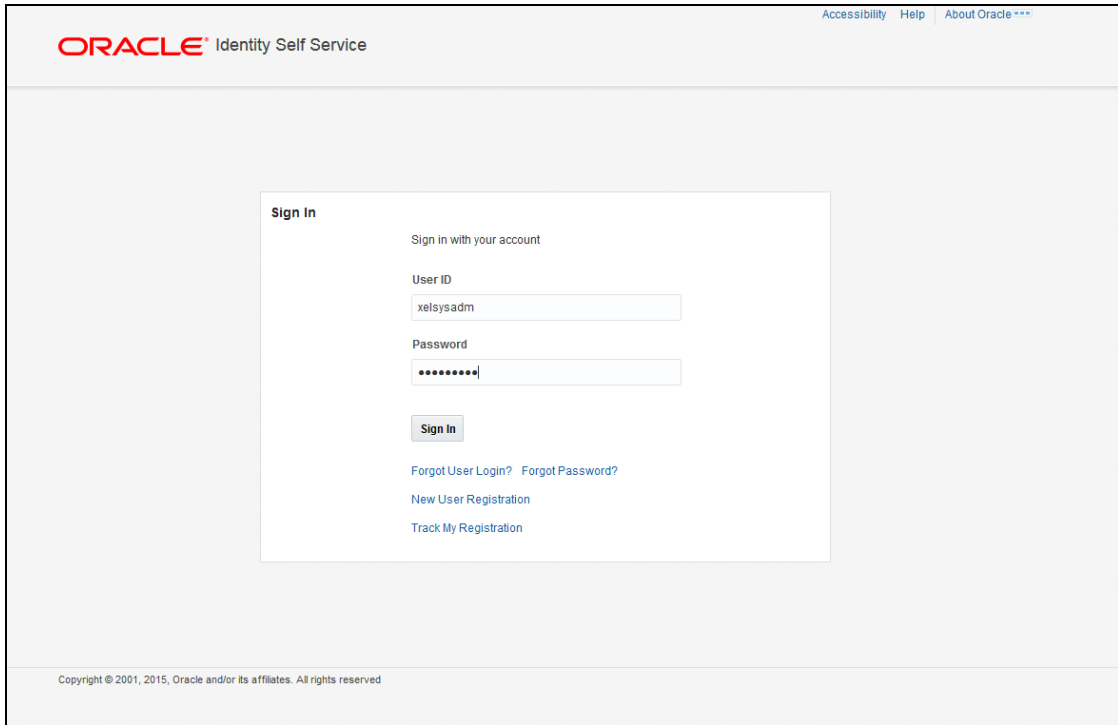 Accessibility Help About Oracle
ORACLE® Identity Self Service
Sign In
Sign in with your account
User ID
xelsysadm
Password
•••••••••
Sign In
Forgot User Login? Forgot Password?
New User Registration
Track My Registration
Copyright © 2001, 2015, Oracle and/or its affiliates. All rights reserved